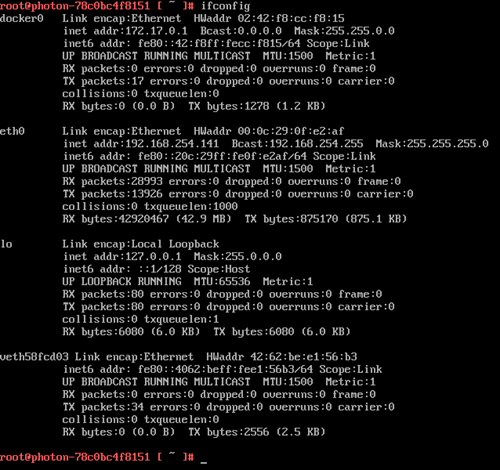 root@photon-78c0bc4f8151 [ ~ ]# ifconfig
docker0   Link encap:Ethernet  HWaddr 02:42:f8:cc:f8:15
          inet addr:172.17.0.1  Bcast:0.0.0.0  Mask:255.255.0.0
          inet6 addr: fe80::42:f8ff:fecc:f815/64 Scope:Link
          UP BROADCAST RUNNING MULTICAST  MTU:1500  Metric:1
          RX packets:0 errors:0 dropped:0 overruns:0 frame:0
          TX packets:17 errors:0 dropped:0 overruns:0 carrier:0
          collisions:0 txqueuelen:0
          RX bytes:0 (0.0 B)  TX bytes:1278 (1.2 KB)
eth0      Link encap:Ethernet  HWaddr 00:0c:29:0f:e2:af
          inet addr:192.168.254.141  Bcast:192.168.254.255  Mask:255.255.255.0
          inet6 addr: fe80::20c:29ff:fe0f:e2af/64 Scope:Link
          UP BROADCAST RUNNING MULTICAST  MTU:1500  Metric:1
          RX packets:28993 errors:0 dropped:0 overruns:0 frame:0
          TX packets:13926 errors:0 dropped:0 overruns:0 carrier:0
          collisions:0 txqueuelen:1000
          RX bytes:42920467 (42.9 MB)  TX bytes:875170 (875.1 KB)
lo        Link encap:Local Loopback
          inet addr:127.0.0.1  Mask:255.0.0.0
          inet6 addr: ::1/128 Scope:Host
          UP LOOPBACK RUNNING  MTU:65536  Metric:1
          RX packets:80 errors:0 dropped:0 overruns:0 frame:0
          TX packets:80 errors:0 dropped:0 overruns:0 carrier:0
          collisions:0 txqueuelen:1
          RX bytes:6080 (6.0 KB)  TX bytes:6080 (6.0 KB)
veth58fcd03 Link encap:Ethernet  HWaddr 42:62:be:e1:56:b3
          inet6 addr: fe80::4062:beff:fee1:56b3/64 Scope:Link
          UP BROADCAST RUNNING MULTICAST  MTU:1500  Metric:1
          RX packets:0 errors:0 dropped:0 overruns:0 frame:0
          TX packets:34 errors:0 dropped:0 overruns:0 carrier:0
          collisions:0 txqueuelen:0
          RX bytes:0 (0.0 B)  TX bytes:2556 (2.5 KB)
root@photon-78c0bc4f8151 [ ~ ]# _